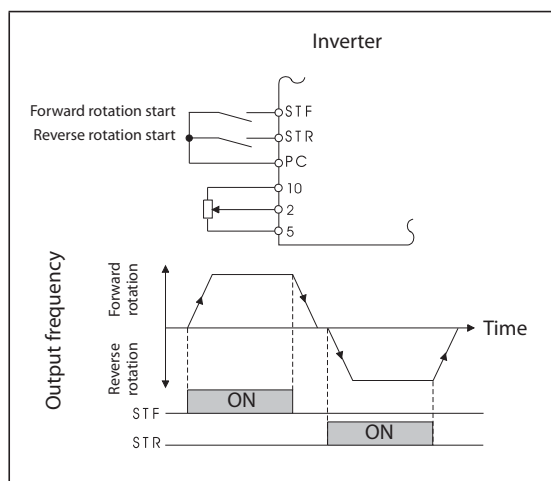 Inverter
Forward rotation start
STF
Reverse rotation start
STR
PC
10
2
5
Output frequency
Forward
rotation
Reverse
rotation
Time
ON
STF
ON
STR